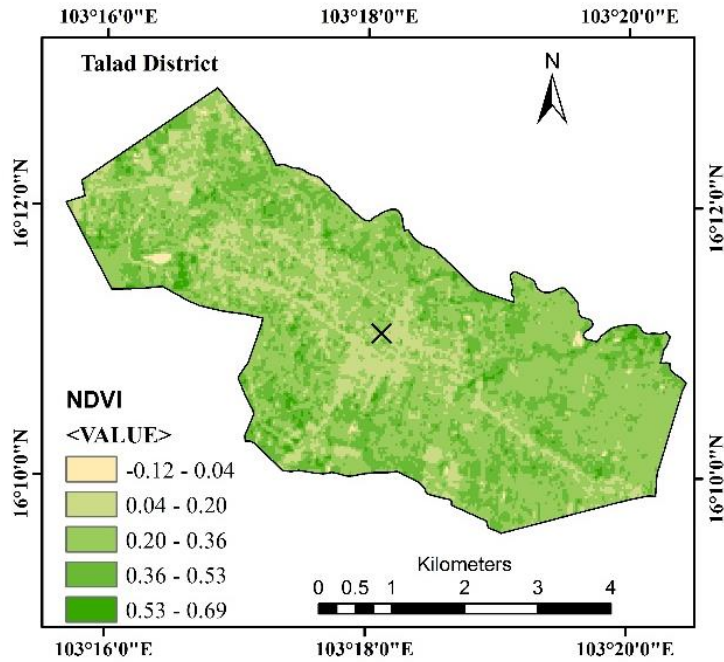 103°16'0"E 103°18'0"E 103°20'0"E
Talad District
N
16°12'0"N
16°12'0"N
NDVI
<VALUE>
-0.12 - 0.04
0.04 - 0.20
0.20 - 0.36
0.36 - 0.53
0.53 - 0.69
16°10'0"N
16°10'0"N
Kilometers
0 0.5 1 2 3 4
103°16'0"E 103°18'0"E 103°20'0"E